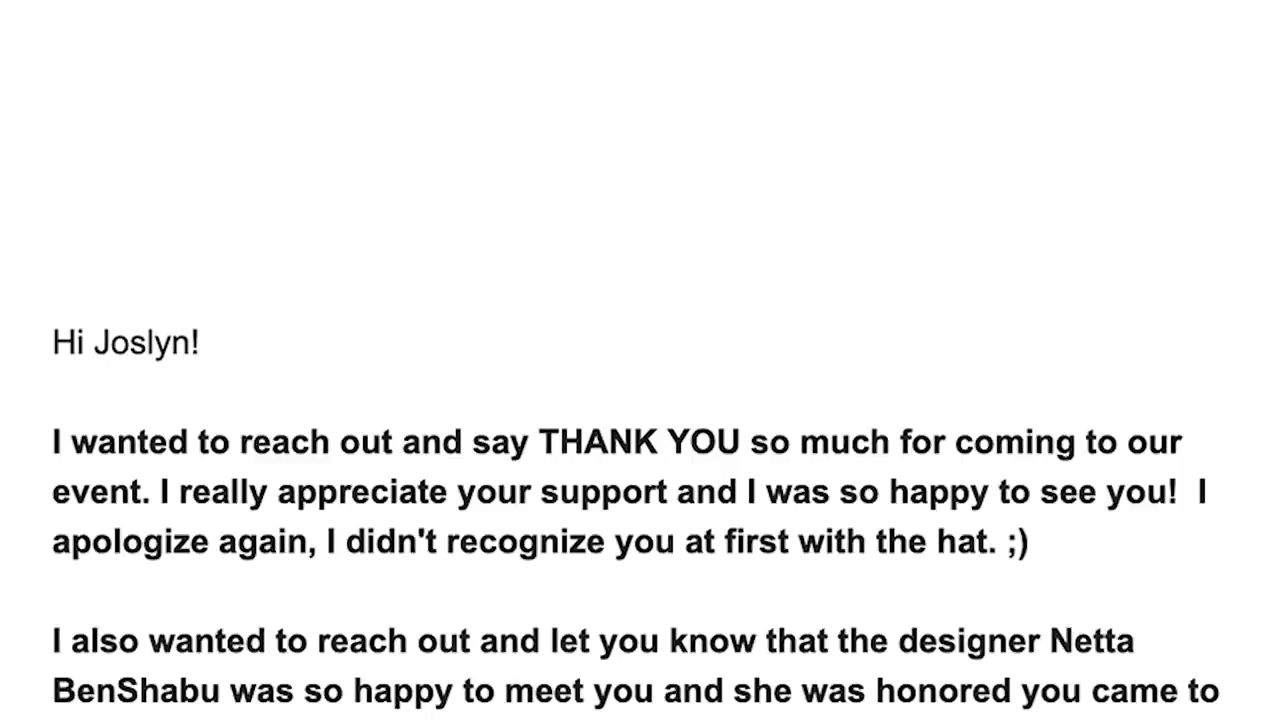 Hi Joslyn!
I wanted to reach out and say THANK YOU so much for coming to our
event. I really appreciate your support and I was so happy to see you!  I
apologize again, I didn't recognize you at first with the hat. ;)
I also wanted to reach out and let you know that the designer Netta
BenShabu was so happy to meet you and she was honored you came to